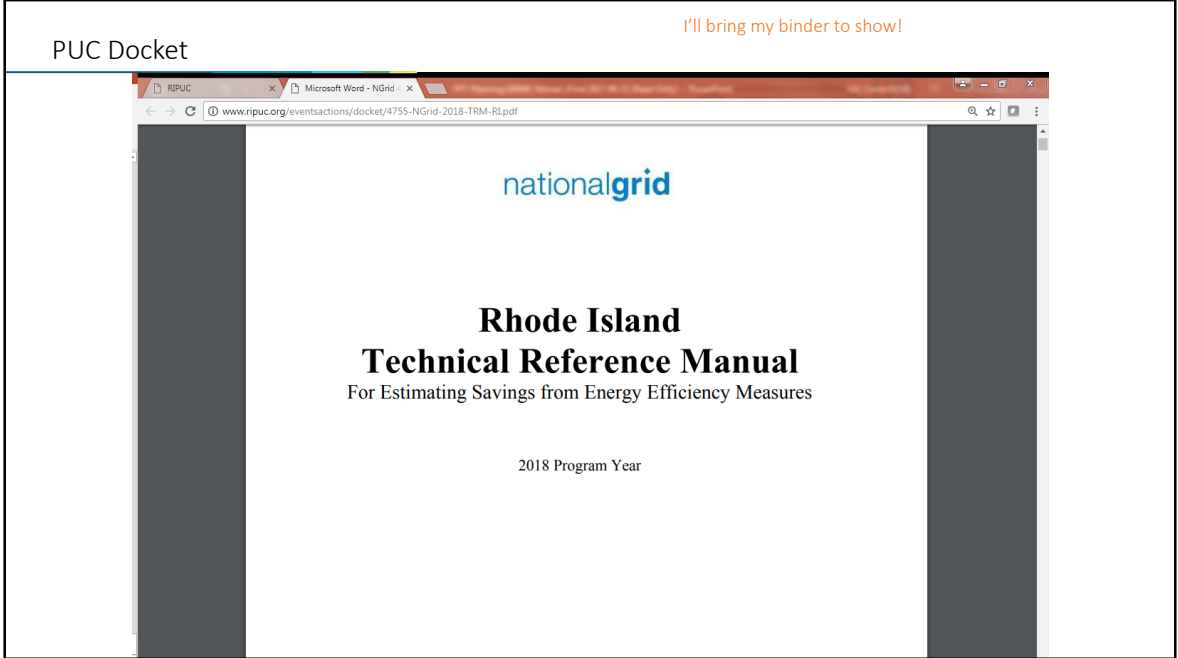 I'll bring my binder to show!
PUC Docket
RIPUC
Microsoft Word - NGrid
www.ripuc.org/eventsactions/docket/4755-NGrid-2018-TRM-RI.pdf
nationalgrid
Rhode Island
Technical Reference Manual
For Estimating Savings from Energy Efficiency Measures
2018 Program Year